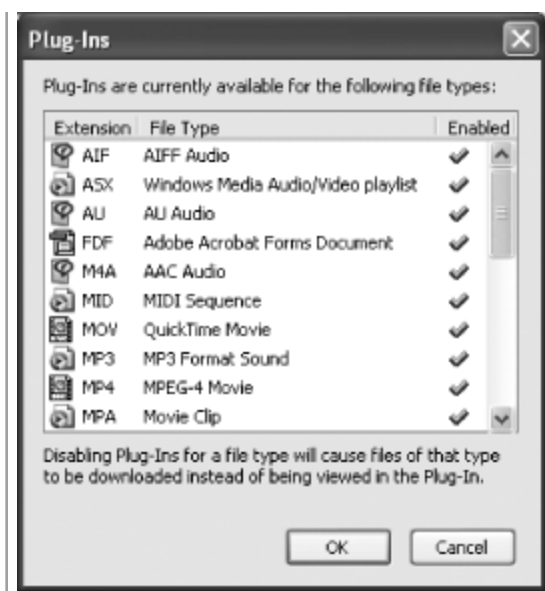 Plug-Ins
Plug-Ins are currently available for the following file types:
Extension File Type Enabled
AIF AIFF Audio
ASX Windows Media Audio/Video playlist
AU AU Audio
FDF Adobe Acrobat Forms Document
M4A AAC Audio
MID MIDI Sequence
MOV QuickTime Movie
MP3 MP3 Format Sound
MP4 MPEG-4 Movie
MPA Movie Clip
Disabling Plug-Ins for a file type will cause files of that type
to be downloaded instead of being viewed in the Plug-In.
OK Cancel